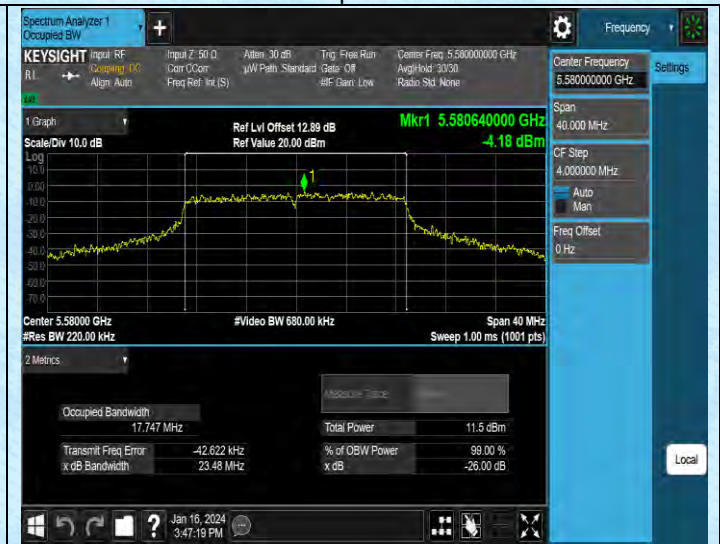 Spectrum Analyzer 1
Occupied BW
Frequency
KEYSIGHT Input: RF
Coupling: DC
Align: Auto
RL
Input Z: 50 Ω
Corr CCorr
Freq Ref: Int (S)
Atten: 30 dB
µW Path: Standard
Trig: Free Run
Gate: Off
#IF Gain: Low
Center Freq: 5.580000000 GHz
Avg|Hold: 30/30
Radio Std: None
Center Frequency
5.580000000 GHz
Settings
Span
40.000 MHz
CF Step
4.000000 MHz
Auto
Man
Freq Offset
0 Hz
1 Graph
Scale/Div 10.0 dB
Ref Lvl Offset 12.89 dB
Ref Value 20.00 dBm
Mkr1 5.580640000 GHz
-4.18 dBm
Log
10.0
0.00
-10.0
-20.0
-30.0
-40.0
-50.0
-60.0
-70.0
1
Center 5.58000 GHz
#Res BW 220.00 kHz
#Video BW 680.00 kHz
Span 40 MHz
Sweep 1.00 ms (1001 pts)
2 Metrics
Measure Trace
Occupied Bandwidth
17.747 MHz
Total Power 11.5 dBm
Transmit Freq Error -42.622 kHz
% of OBW Power 99.00 %
x dB Bandwidth 23.48 MHz
x dB -26.00 dB
Local
?
Jan 16, 2024
3:47:19 PM